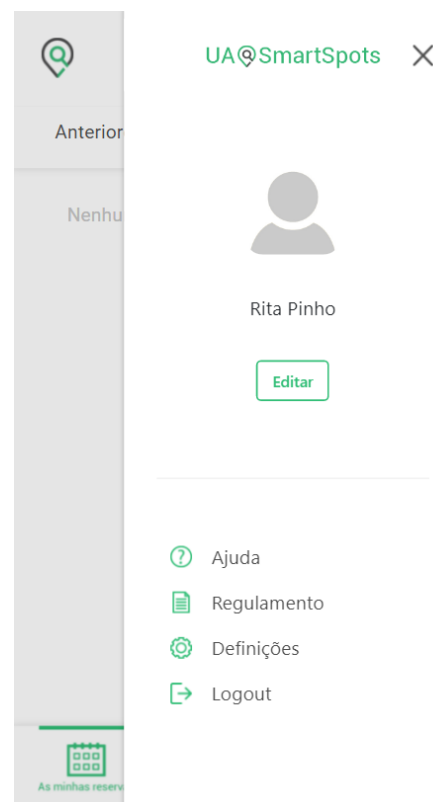 UA SmartSpots
Anterior
Nenhu
Rita Pinho
Editar
Ajuda
Regulamento
Definições
Logout
As minhas reserv